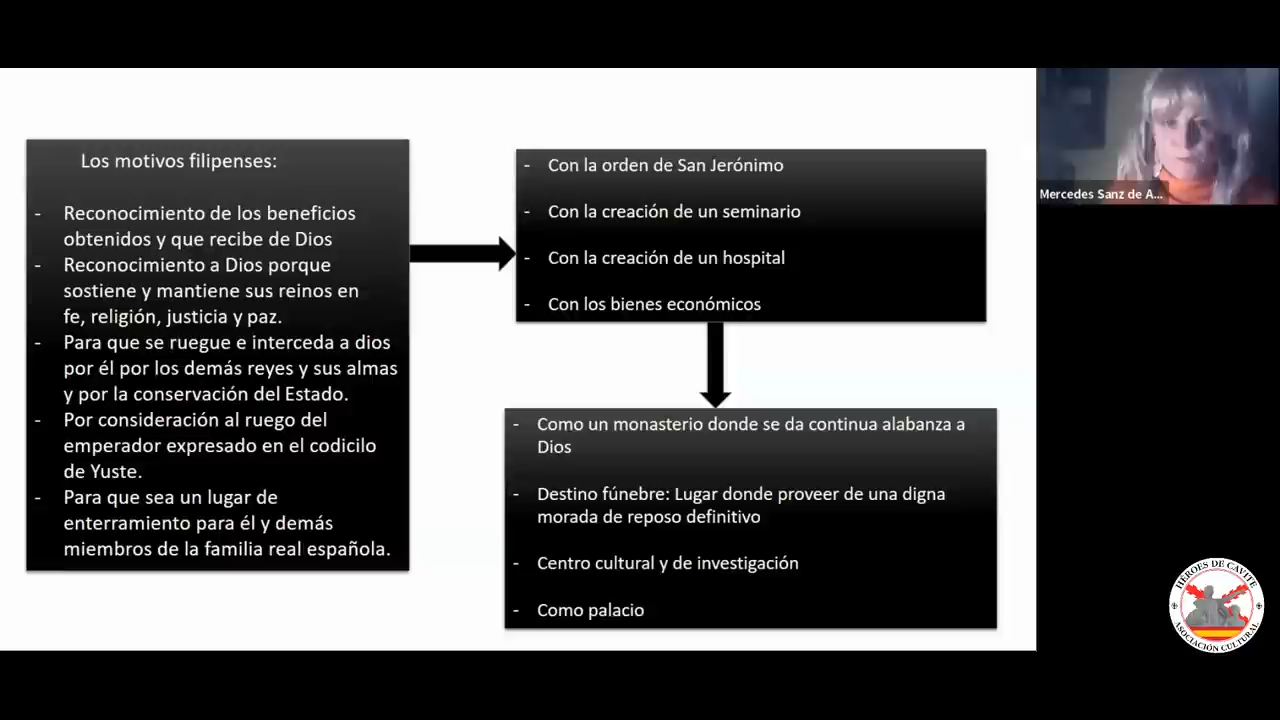 Los motivos filipenses:
- Reconocimiento de los beneficios
obtenidos y que recibe de Dios
- Reconocimiento a Dios porque
sostiene y mantiene sus reinos en
fe, religión, justicia y paz.
- Para que se ruegue e interceda a dios
por él por los demás reyes y sus almas
y por la conservación del Estado.
- Por consideración al ruego del
emperador expresado en el codicilo
de Yuste.
- Para que sea un lugar de
enterramiento para él y demás
miembros de la familia real española.
- Con la orden de San Jerónimo
- Con la creación de un seminario
- Con la creación de un hospital
- Con los bienes económicos
- Como un monasterio donde se da continua alabanza a
Dios
- Destino fúnebre: Lugar donde proveer de una digna
morada de reposo definitivo
- Centro cultural y de investigación
- Como palacio
Mercedes Sanz de A...
HÉROES DE CAVITE
ASOCIACIÓN CULTURAL